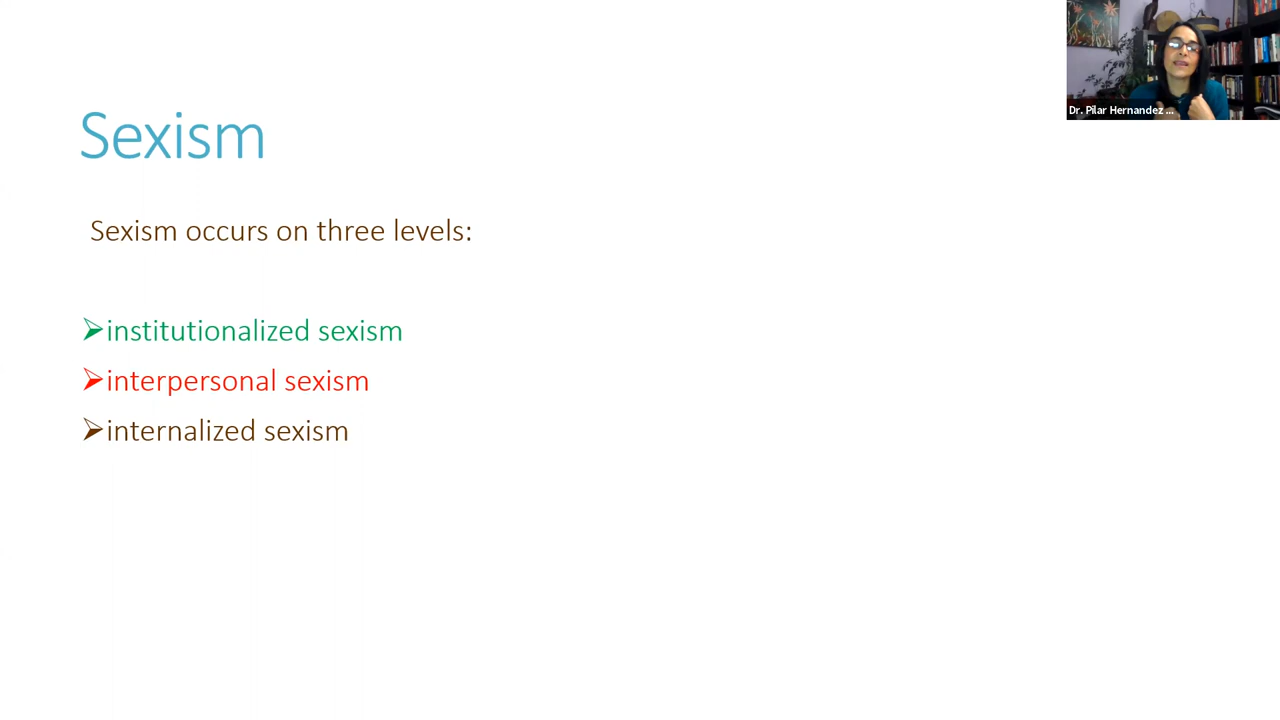 Sexism
Sexism occurs on three levels:
➢institutionalized sexism
➢interpersonal sexism
➢internalized sexism
Dr. Pilar Hernandez ...